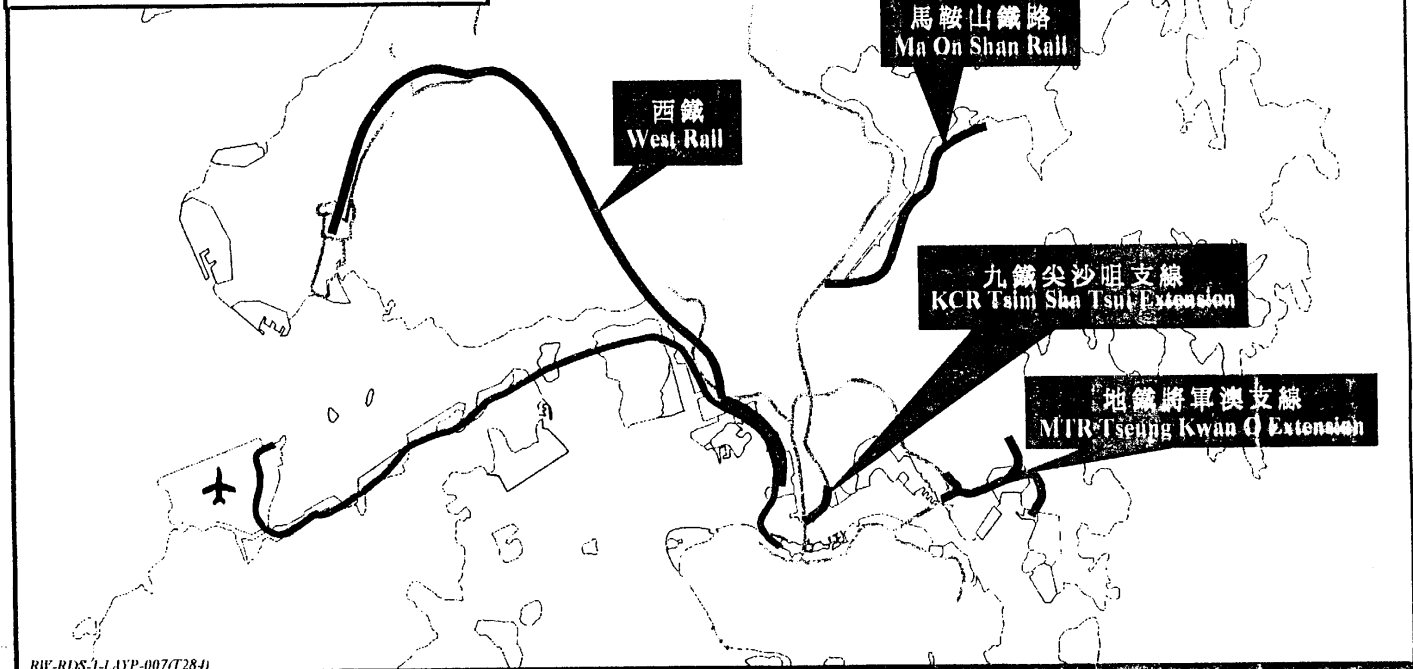 馬鞍山鐵路
Ma On Shan Rail
西鐵
West Rail
九鐵尖沙咀支線
KCR Tsim Sha Tsui Extension
地鐵將軍澳支線
MTR Tseung Kwan O Extension